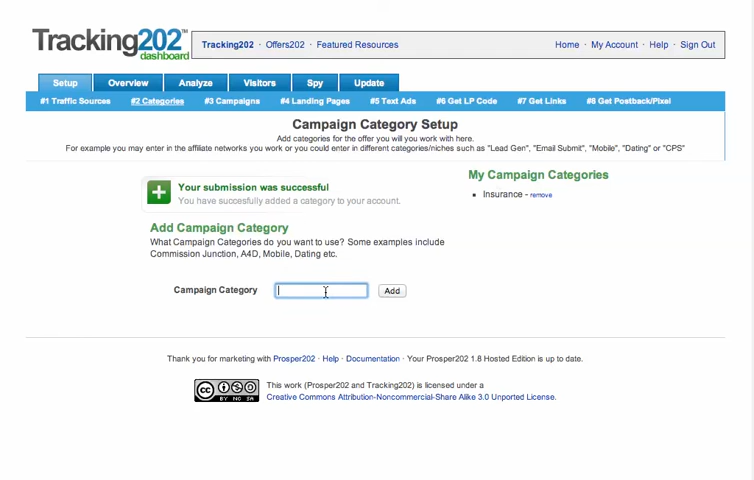 Tracking202™
dashboard
Tracking202 · Offers202 · Featured Resources
Home · My Account · Help · Sign Out
Setup Overview Analyze Visitors Spy Update
#1 Traffic Sources #2 Categories #3 Campaigns #4 Landing Pages #5 Text Ads #6 Get LP Code #7 Get Links #8 Get Postback/Pixel
Campaign Category Setup
Add categories for the offer you will you work with here.
For example you may enter in the affiliate networks you work or you could enter in different categories/niches such as "Lead Gen", "Email Submit", "Mobile", "Dating" or "CPS"
Your submission was successful
You have succesfully added a category to your account.
Add Campaign Category
What Campaign Categories do you want to use? Some examples include
Commission Junction, A4D, Mobile, Dating etc.
Campaign Category
Add
My Campaign Categories
• Insurance - remove
Thank you for marketing with Prosper202 · Help · Documentation · Your Prosper202 1.8 Hosted Edition is up to date.
cc BY NC SA
This work (Prosper202 and Tracking202) is licensed under a
Creative Commons Attribution-Noncommercial-Share Alike 3.0 Unported License.